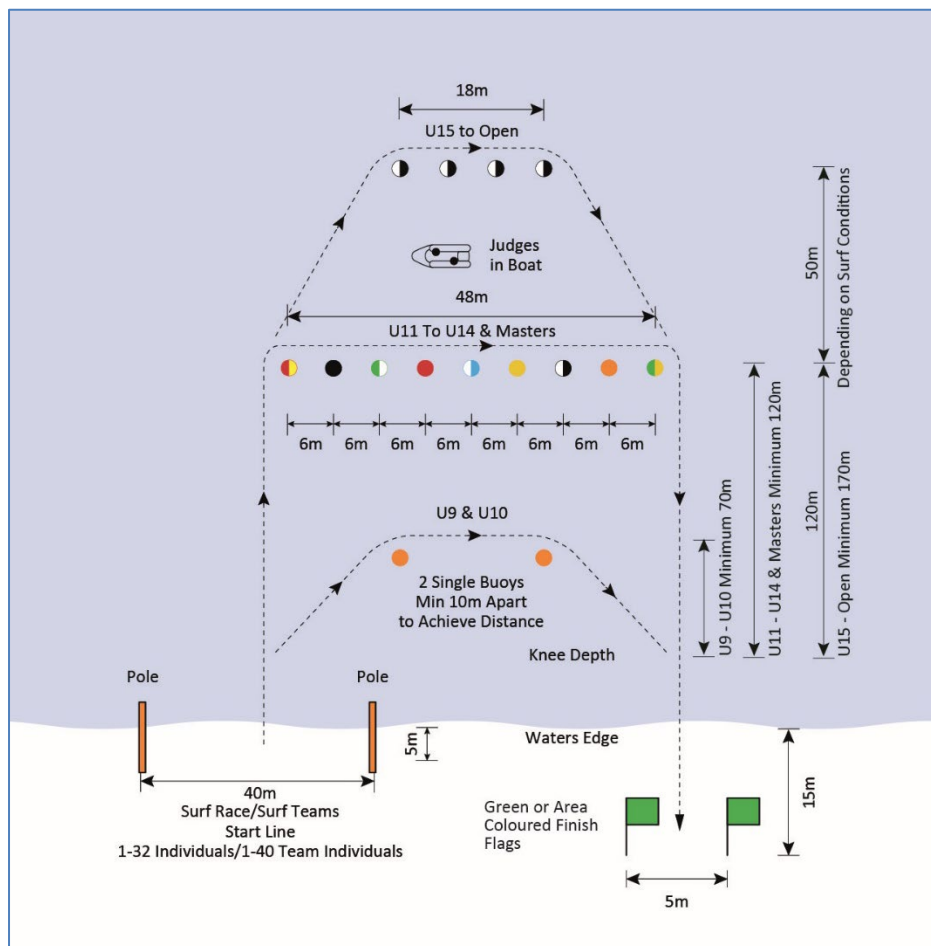 18m
U15 to Open
Judges
in Boat
48m
U11 To U14 & Masters
6m 6m 6m 6m 6m 6m 6m 6m
U9 & U10
2 Single Buoys
Min 10m Apart
to Achieve Distance
Knee Depth
50m
Depending on Surf Conditions
U9 - U10 Minimum 70m
U11 - U14 & Masters Minimum 120m
120m
U15 - Open Minimum 170m
Pole
Pole
5m
Waters Edge
40m
Surf Race/Surf Teams
Start Line
1-32 Individuals/1-40 Team Individuals
Green or Area
Coloured Finish
Flags
15m
5m